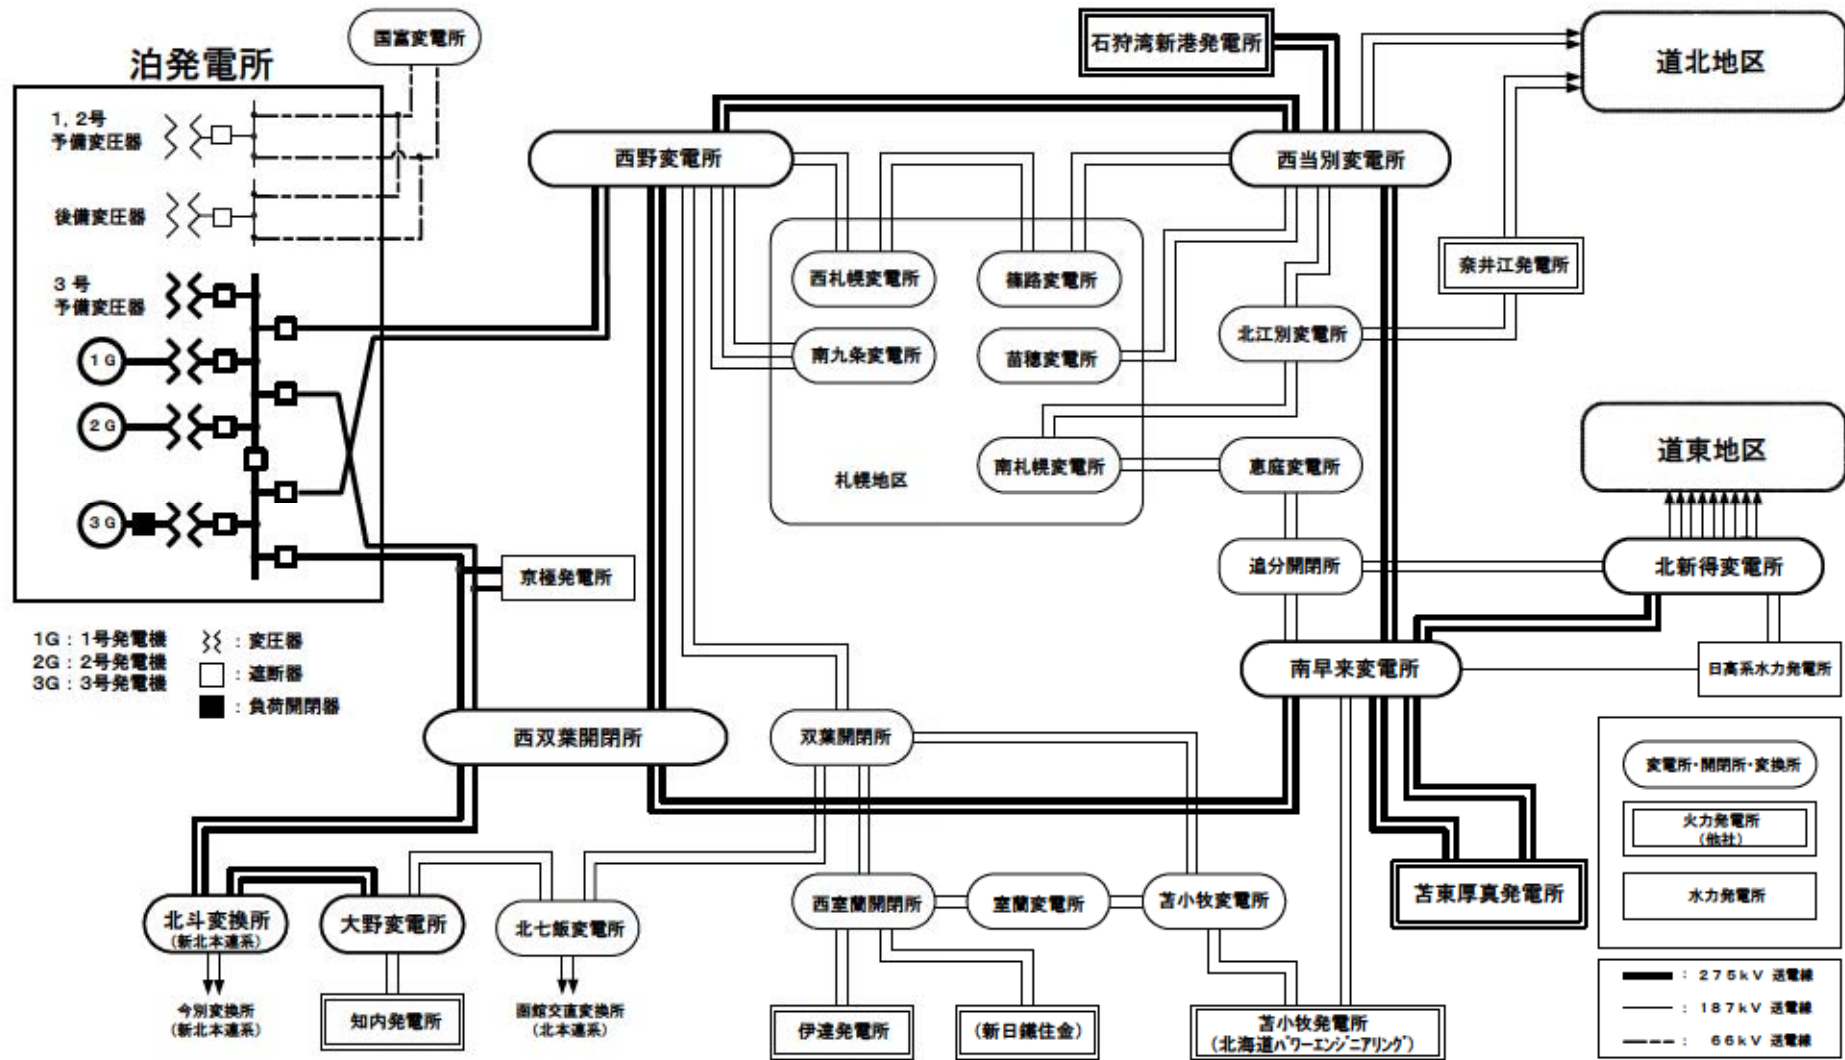 泊発電所
国富変電所
1,2号
予備変圧器
後備変圧器
3号
予備変圧器
1G
2G
3G
1G：1号発電機
2G：2号発電機
3G：3号発電機
：変圧器
：遮断器
：負荷開閉器
石狩湾新港発電所
道北地区
西野変電所
西当別変電所
西札幌変電所
篠路変電所
南九条変電所
苗穂変電所
南札幌変電所
札幌地区
北江別変電所
奈井江発電所
恵庭変電所
道東地区
追分開閉所
北新得変電所
京極発電所
南早来変電所
日高系水力発電所
西双葉開閉所
双葉開閉所
北斗変換所
(新北本連系)
大野変電所
北七飯変電所
西室蘭開閉所
室蘭変電所
苫小牧変電所
苫東厚真発電所
今別変換所
(新北本連系)
知内発電所
函館交直変換所
(北本連系)
伊達発電所
(新日鐵住金)
苫小牧発電所
(北海道パワーエンジニアリング)
変電所・開閉所・変換所
火力発電所
(他社)
水力発電所
：275kV 送電線
：187kV 送電線
：66kV 送電線